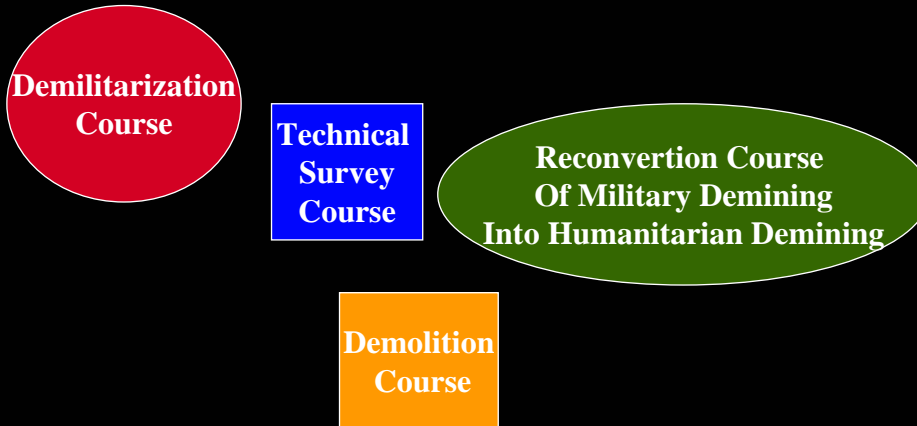 Demilitarization
Course
Technical
Survey
Course
Reconvertion Course
Of Military Demining
Into Humanitarian Demining
Demolition
Course